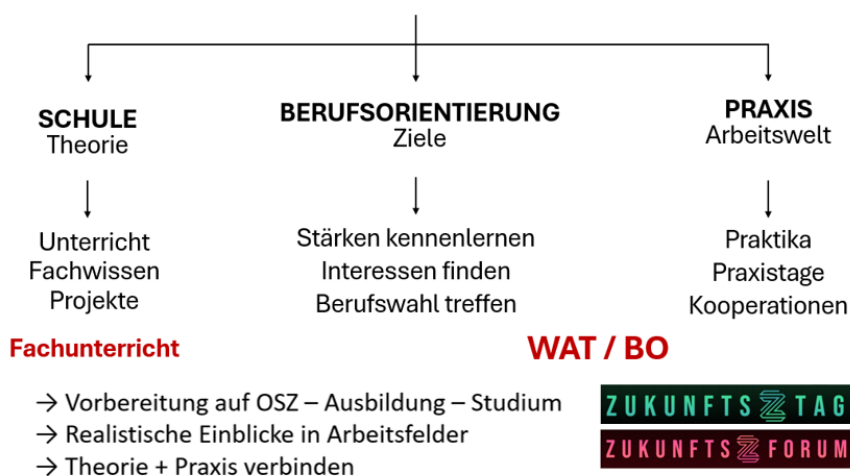 SCHULE
Theorie
BERUFSORIENTIERUNG
Ziele
PRAXIS
Arbeitswelt
Unterricht
Fachwissen
Projekte
Stärken kennenlernen
Interessen finden
Berufswahl treffen
Praktika
Praxistage
Kooperationen
Fachunterricht
WAT / BO
→ Vorbereitung auf OSZ – Ausbildung – Studium
→ Realistische Einblicke in Arbeitsfelder
→ Theorie + Praxis verbinden
ZUKUNFTS Z TAG
ZUKUNFTS Z FORUM